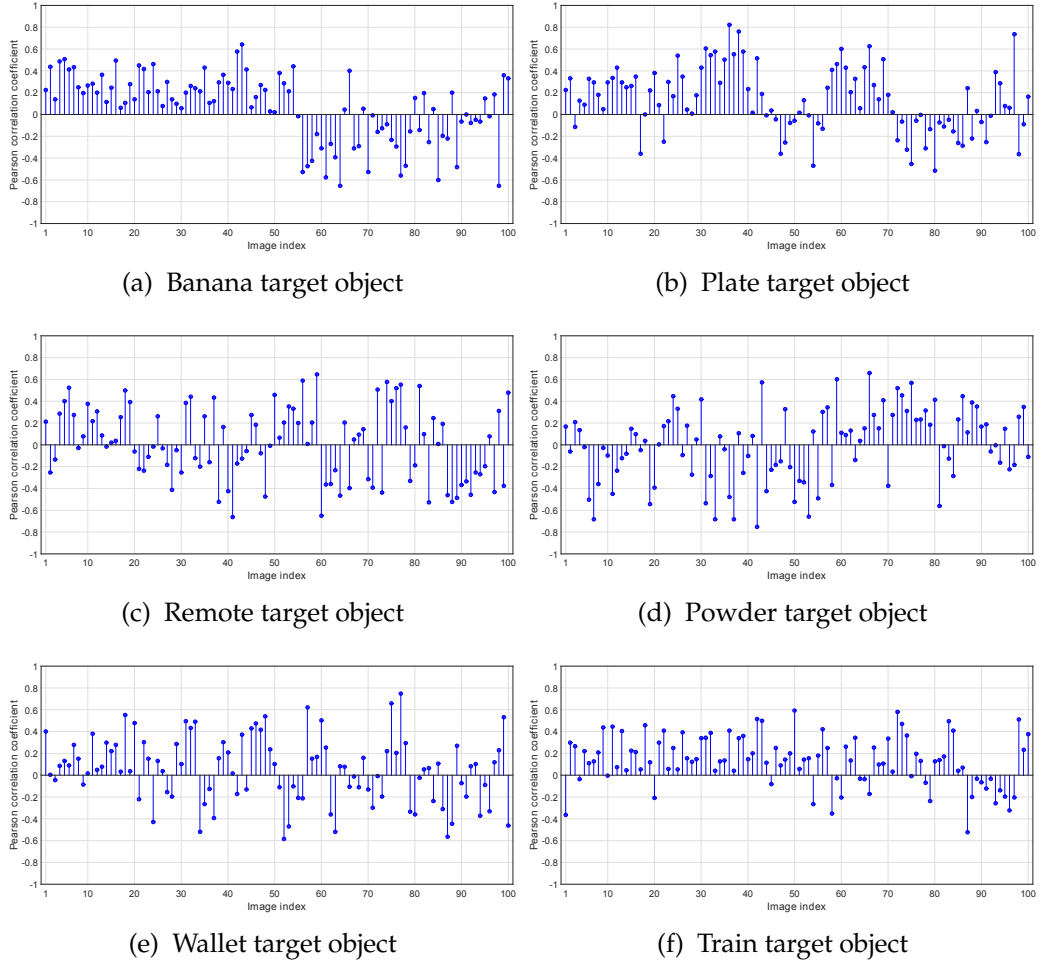 1
0.8
0.6
0.4
0.2
0
-0.2
-0.4
-0.6
-0.8
-1
Pearson correlation coefficient
1 10 20 30 40 50 60 70 80 90 100
Image index
(a) Banana target object
1
0.8
0.6
0.4
0.2
0
-0.2
-0.4
-0.6
-0.8
-1
Pearson correlation coefficient
1 10 20 30 40 50 60 70 80 90 100
Image index
(b) Plate target object
1
0.8
0.6
0.4
0.2
0
-0.2
-0.4
-0.6
-0.8
-1
Pearson correlation coefficient
1 10 20 30 40 50 60 70 80 90 100
Image index
(c) Remote target object
1
0.8
0.6
0.4
0.2
0
-0.2
-0.4
-0.6
-0.8
-1
Pearson correlation coefficient
1 10 20 30 40 50 60 70 80 90 100
Image index
(d) Powder target object
1
0.8
0.6
0.4
0.2
0
-0.2
-0.4
-0.6
-0.8
-1
Pearson correlation coefficient
1 10 20 30 40 50 60 70 80 90 100
Image index
(e) Wallet target object
1
0.8
0.6
0.4
0.2
0
-0.2
-0.4
-0.6
-0.8
-1
Pearson correlation coefficient
1 10 20 30 40 50 60 70 80 90 100
Image index
(f) Train target object